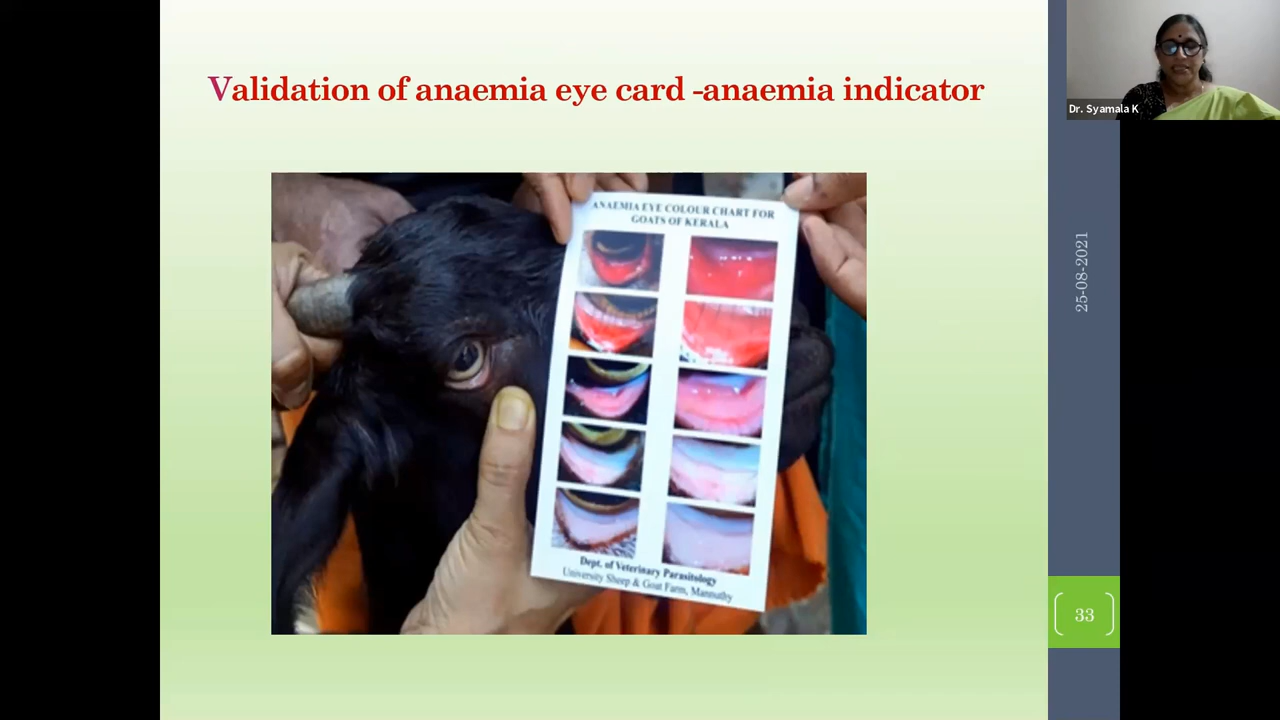 Validation of anaemia eye card -anaemia indicator
ANAEMIA EYE COLOUR CHART FOR
GOATS OF KERALA
Dept. of Veterinary Parasitology
University Sheep & Goat Farm, Mannuthy
Dr. Syamala K
25-08-2021
33